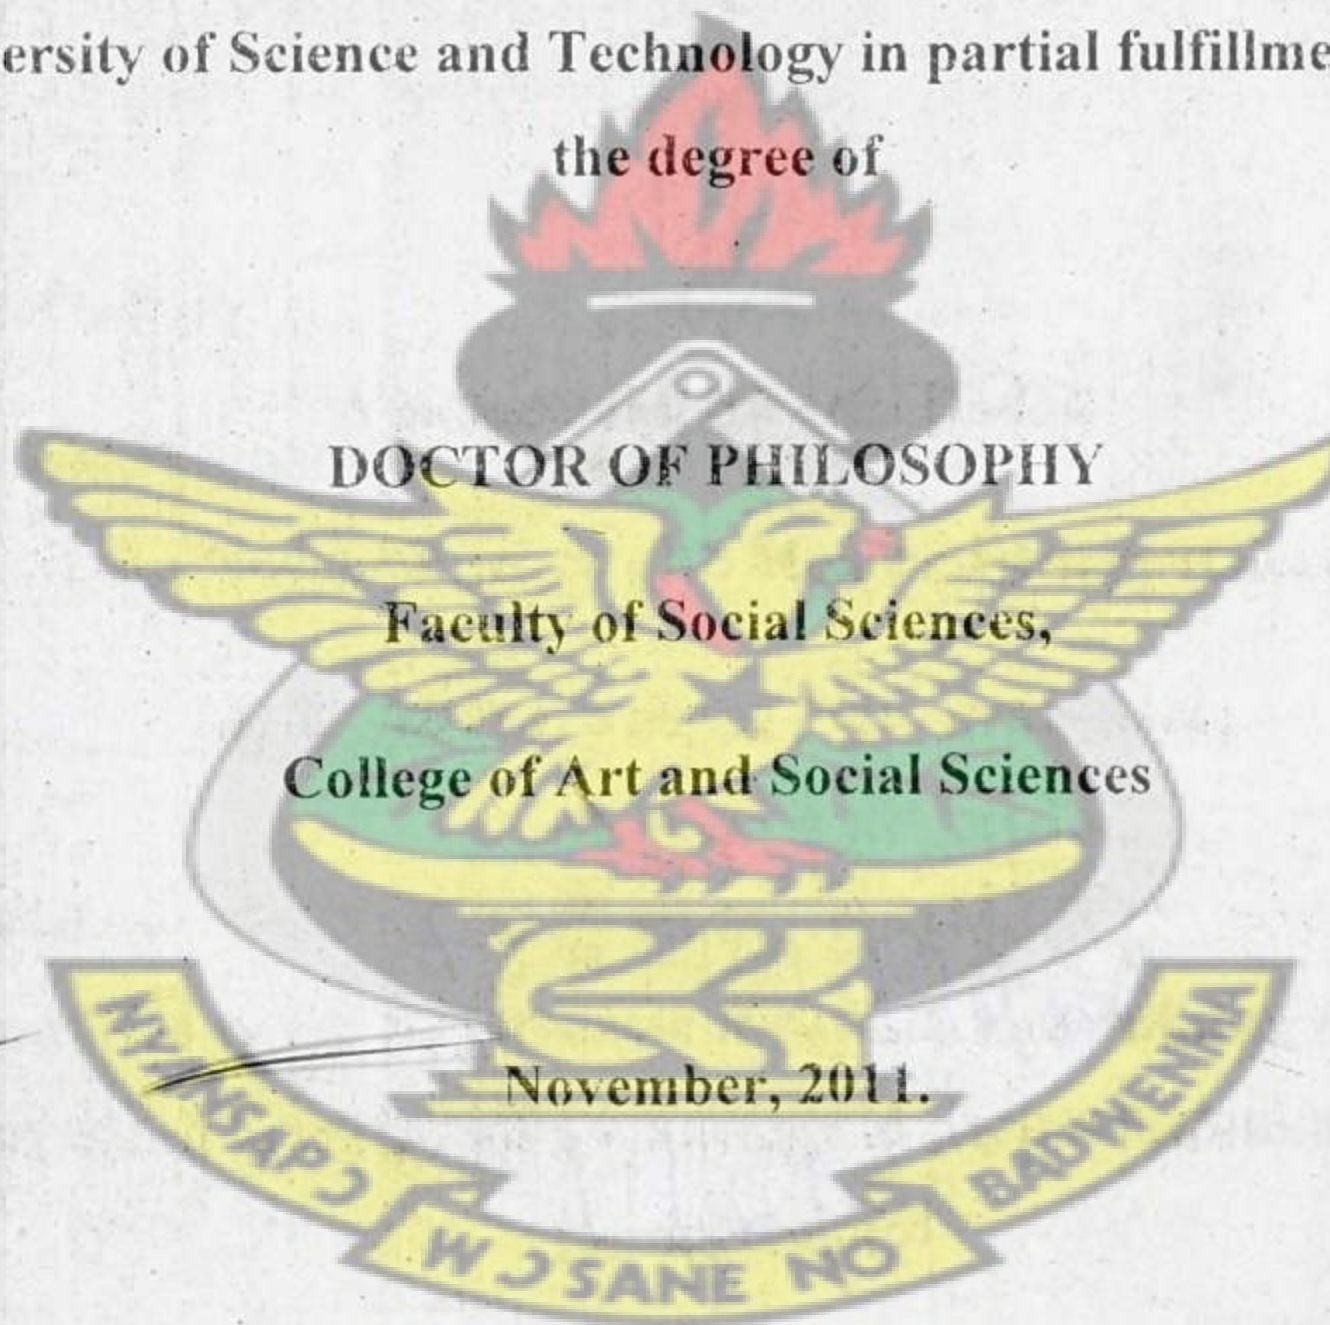 ersity of Science and Technology in partial fulfillme
the degree of
DOCTOR OF PHILOSOPHY
Faculty of Social Sciences,
College of Art and Social Sciences
November, 2011.
NYANSAPƆ
WƆSANE NO
BADWENMA